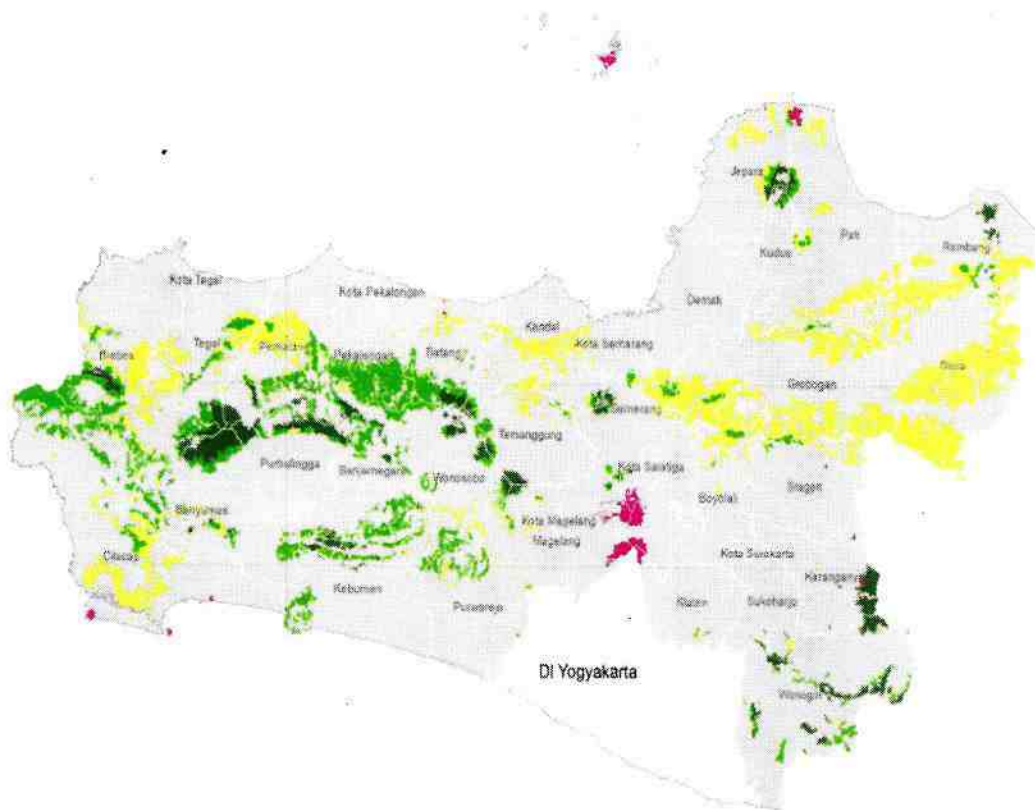 Jepara
Pati
Kudus
Rembang
Kota Tegal
Kota Pekalongan
Demak
Kendal
Tegal
Pemalang
Kota Semarang
Brebes
Pekalongan
Batang
Blora
Grobogan
Semarang
Temanggung
Purbalingga
Banjarnegara
Wonosobo
Kota Salatiga
Boyolali
Sragen
Banyumas
Kota Magelang
Magelang
Cilacap
Kota Surakarta
Karanganyar
Kebumen
Klaten
Sukoharjo
Purworejo
DI Yogyakarta
Wonogiri